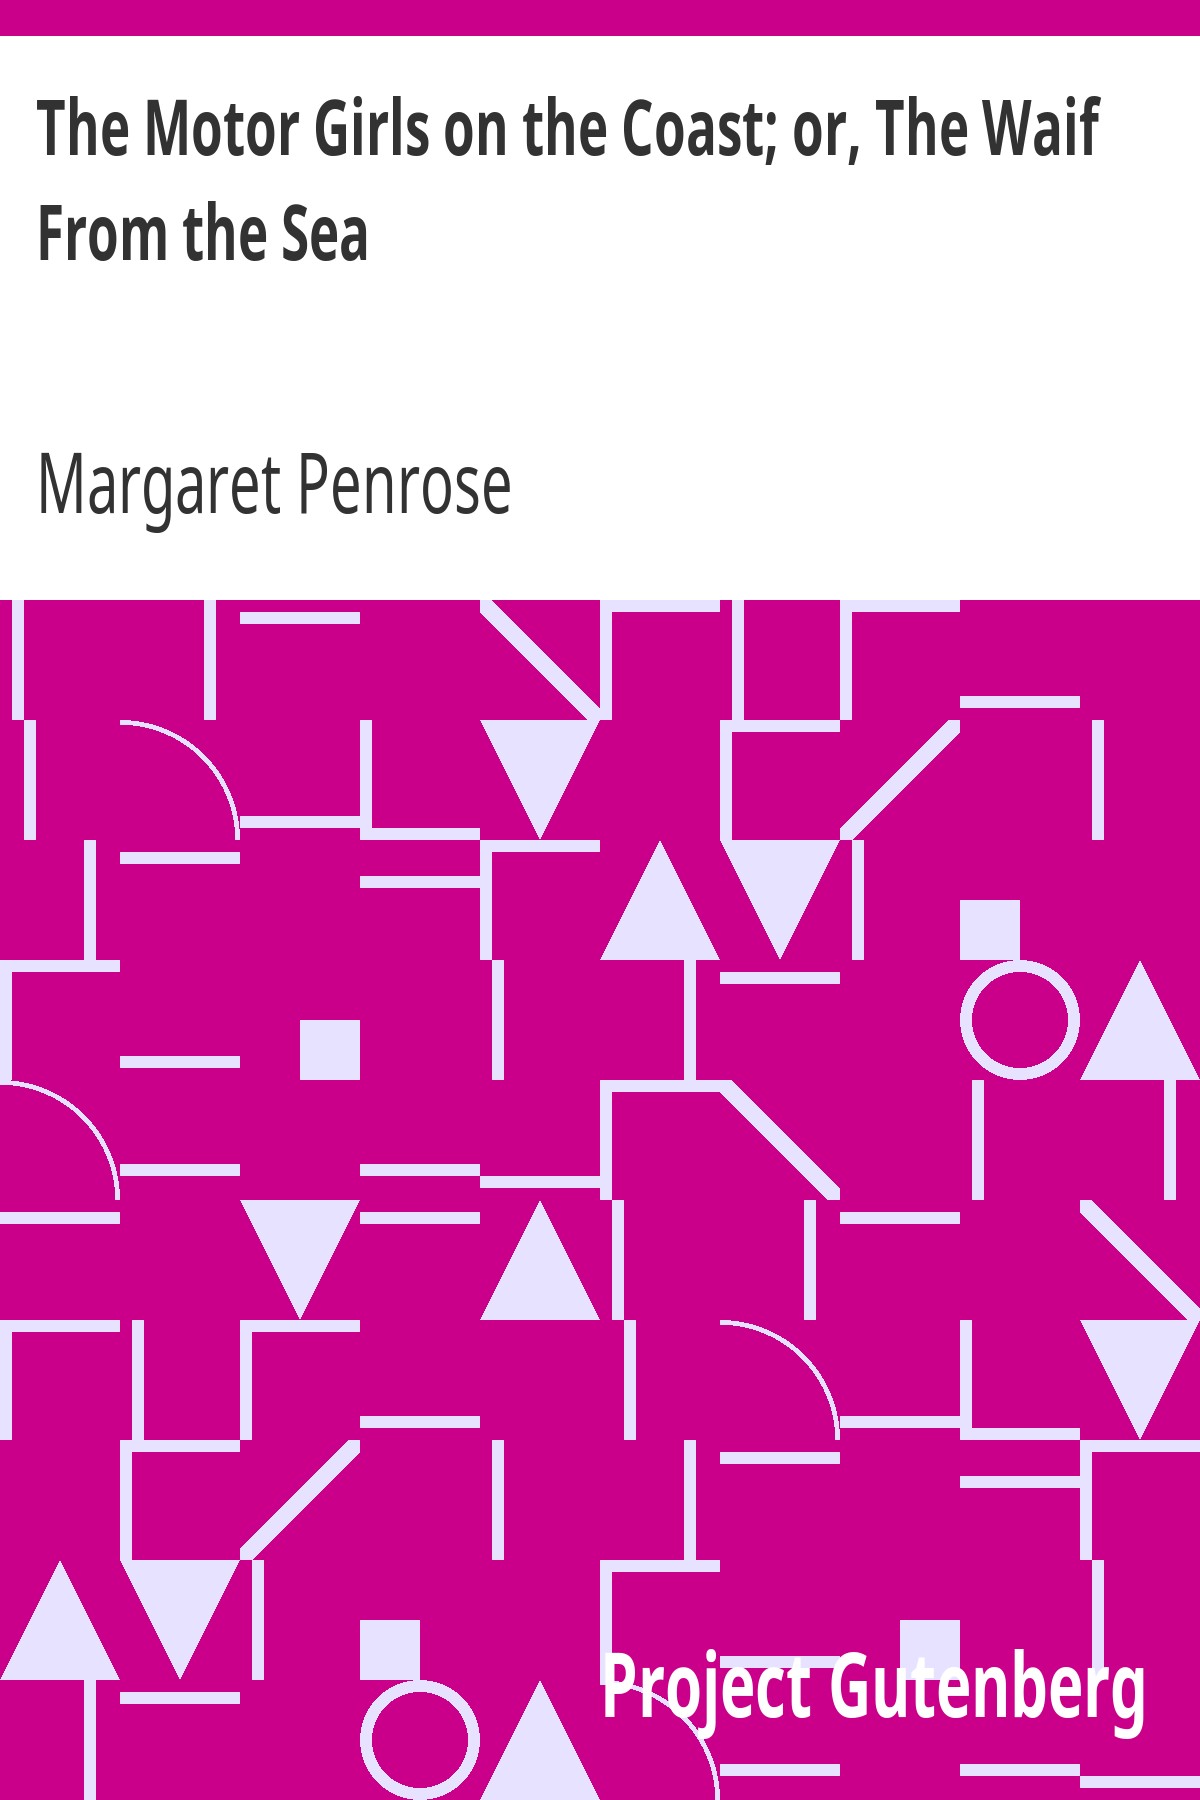 The Motor Girls on the Coast; or, The Waif
From the Sea
Margaret Penrose
Project Gutenberg